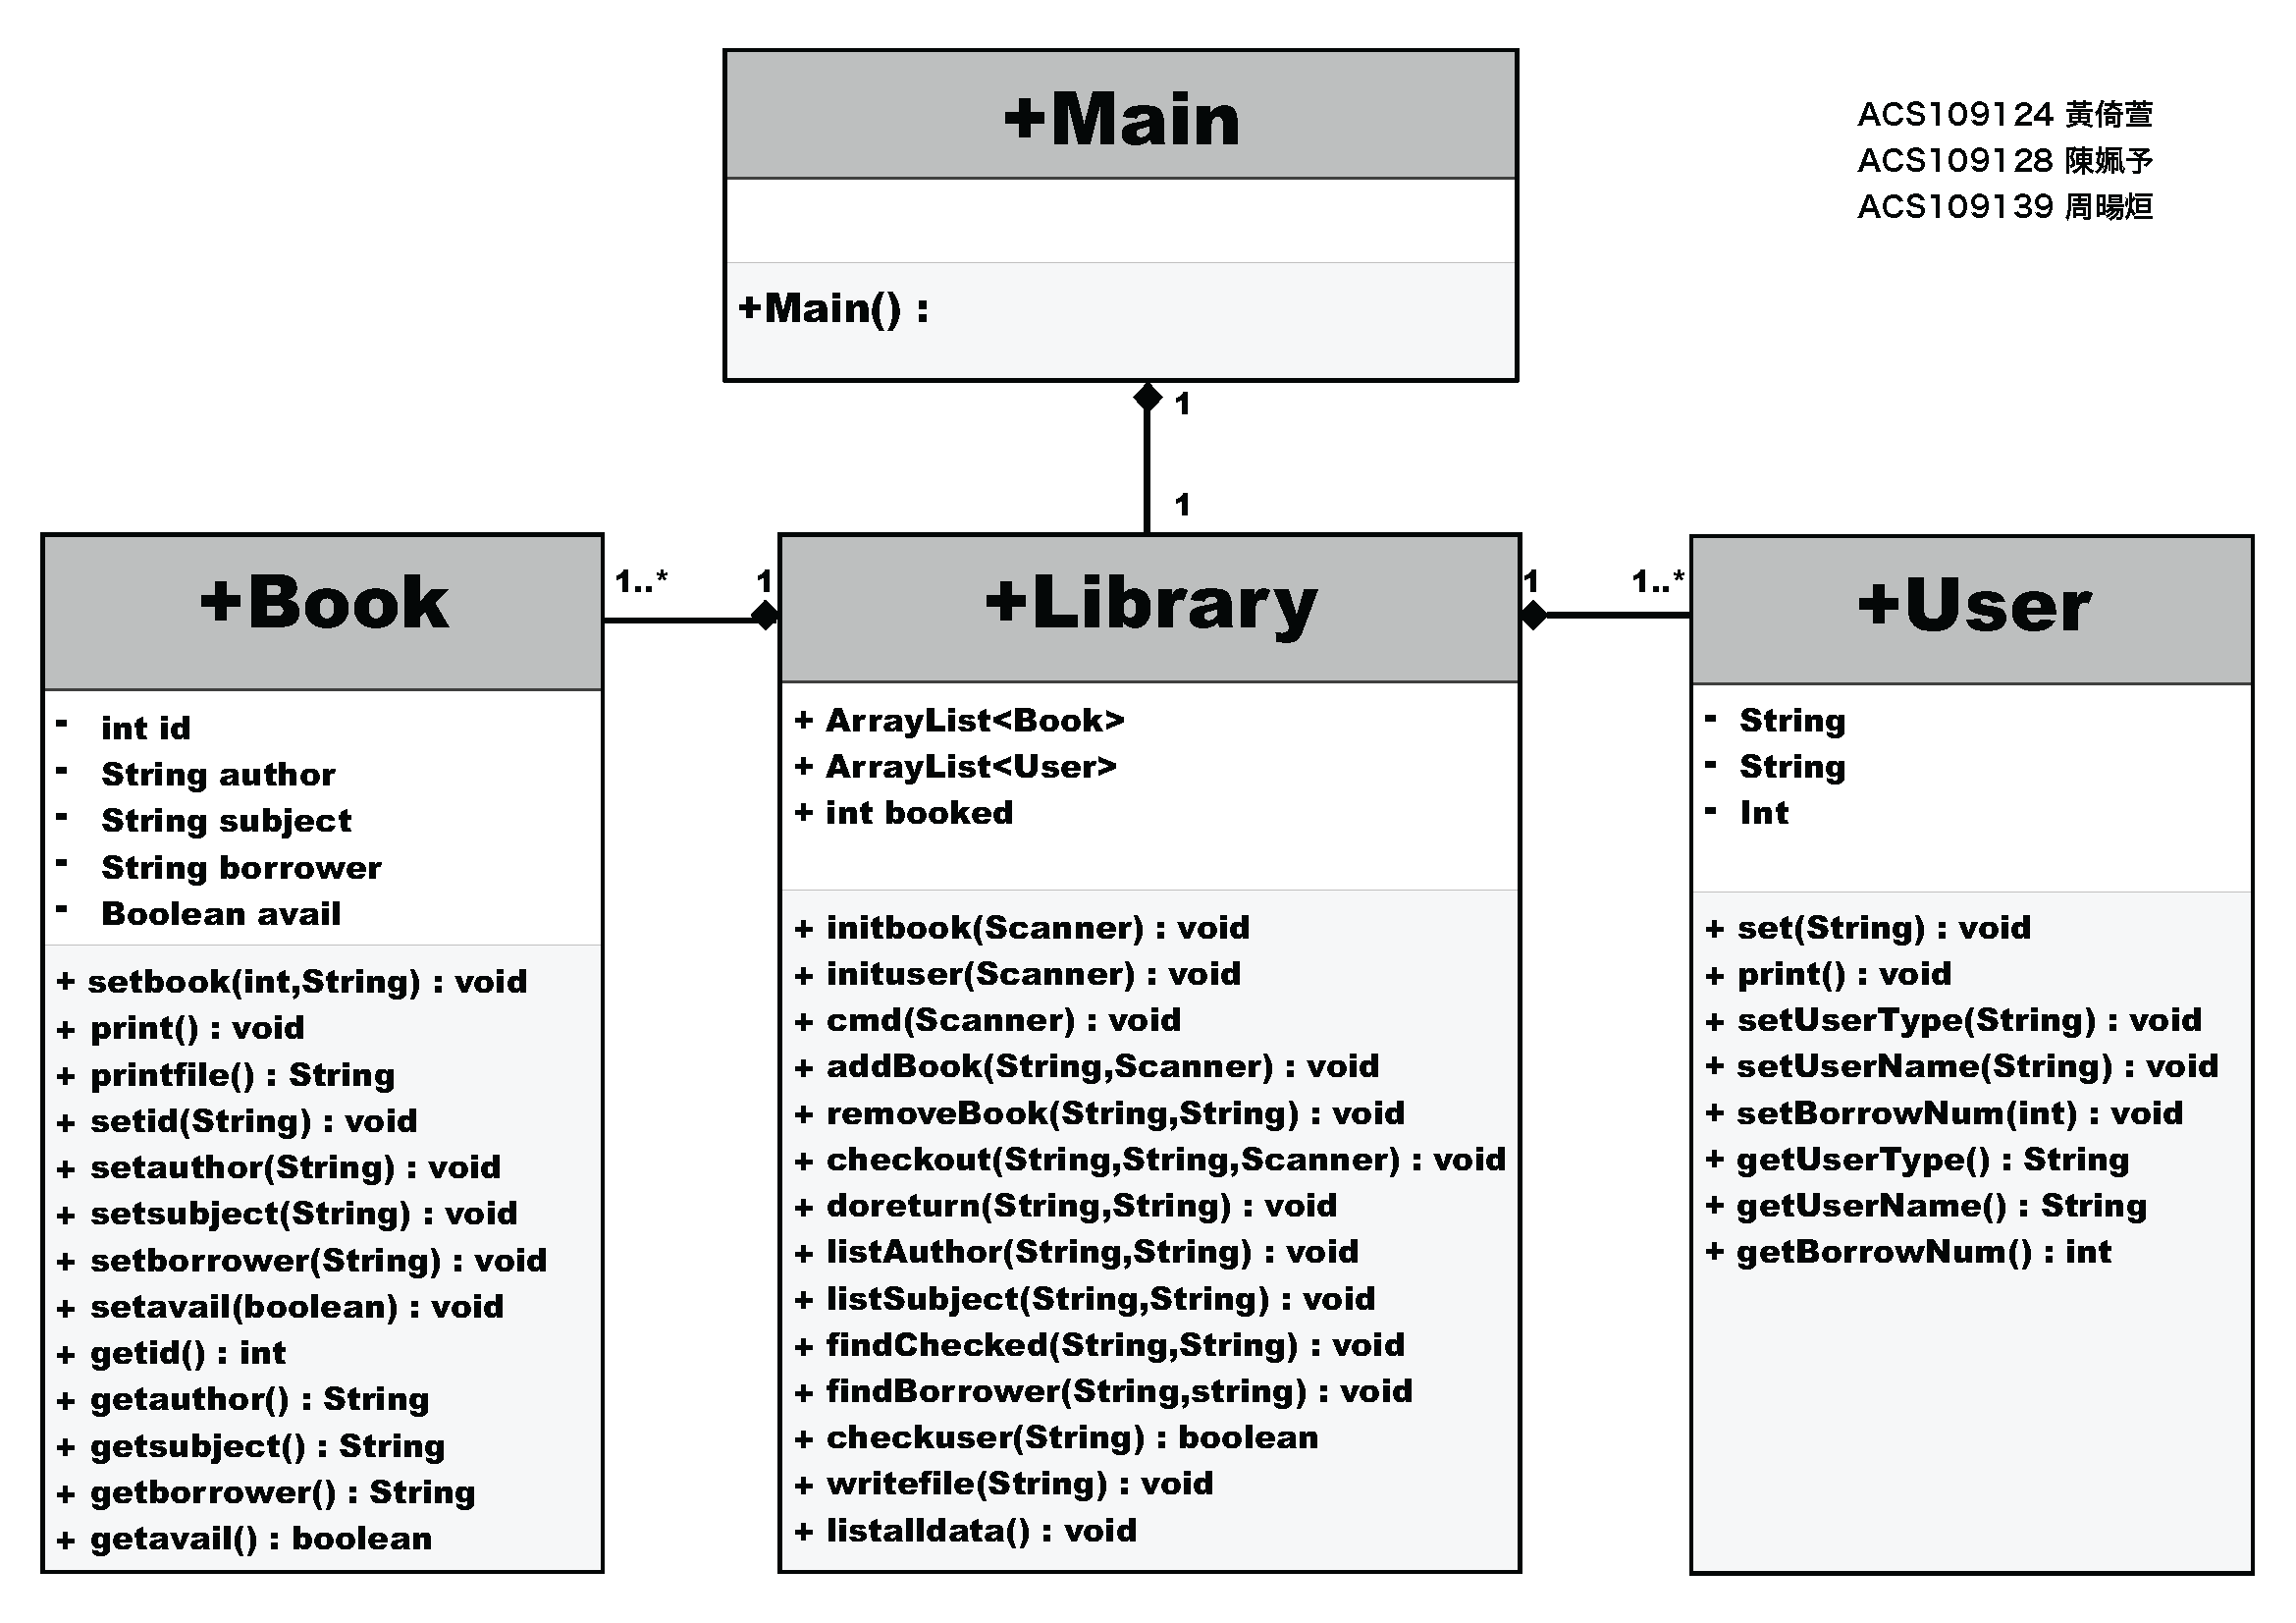 +Main
+Main() :
ACS109124 黃倚萱
ACS109128 陳姵予
ACS109139 周暘烜
1
1
1..*
1
1
1..*
+Book
- int id
- String author
- String subject
- String borrower
- Boolean avail
+ setbook(int,String) : void
+ print() : void
+ printfile() : String
+ setid(String) : void
+ setauthor(String) : void
+ setsubject(String) : void
+ setborrower(String) : void
+ setavail(boolean) : void
+ getid() : int
+ getauthor() : String
+ getsubject() : String
+ getborrower() : String
+ getavail() : boolean
+Library
+ ArrayList<Book>
+ ArrayList<User>
+ int booked
+ initbook(Scanner) : void
+ inituser(Scanner) : void
+ cmd(Scanner) : void
+ addBook(String,Scanner) : void
+ removeBook(String,String) : void
+ checkout(String,String,Scanner) : void
+ doreturn(String,String) : void
+ listAuthor(String,String) : void
+ listSubject(String,String) : void
+ findChecked(String,String) : void
+ findBorrower(String,string) : void
+ checkuser(String) : boolean
+ writefile(String) : void
+ listalldata() : void
+User
- String
- String
- Int
+ set(String) : void
+ print() : void
+ setUserType(String) : void
+ setUserName(String) : void
+ setBorrowNum(int) : void
+ getUserType() : String
+ getUserName() : String
+ getBorrowNum() : int